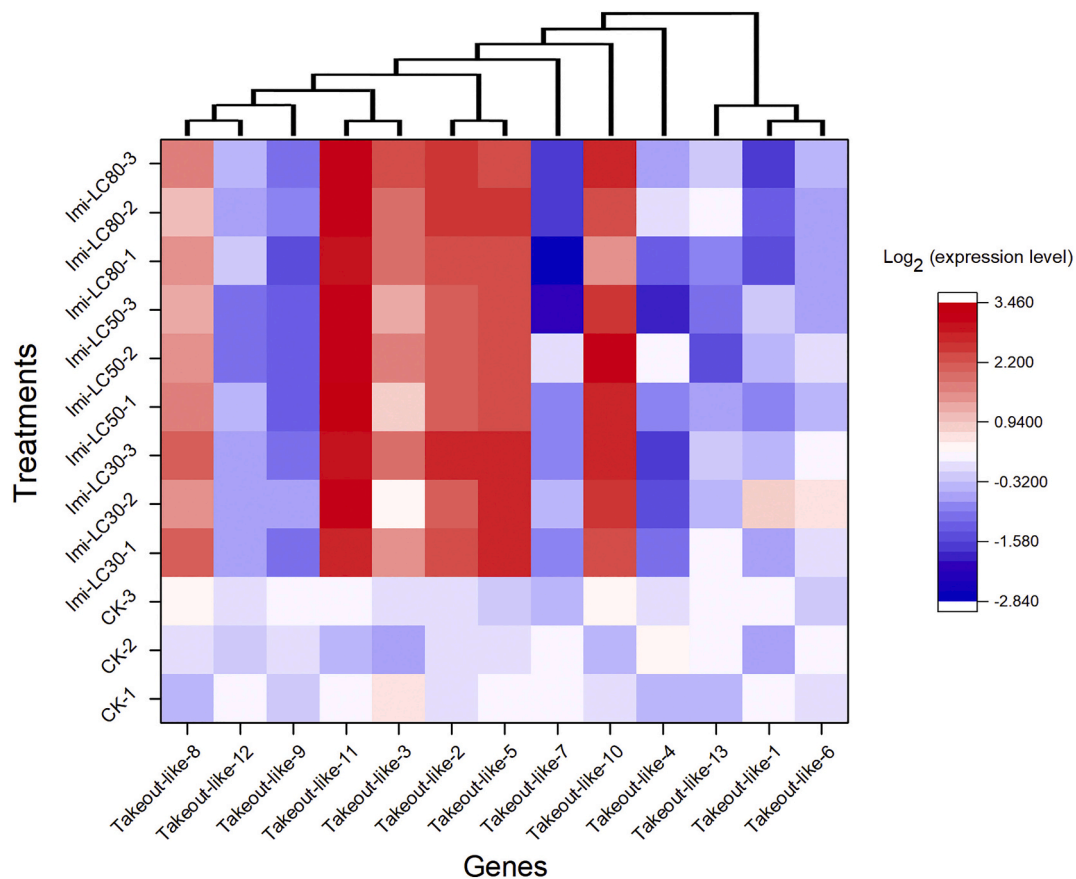 Treatments
Imi-LC80-3
Imi-LC80-2
Imi-LC80-1
Imi-LC50-3
Imi-LC50-2
Imi-LC50-1
Imi-LC30-3
Imi-LC30-2
Imi-LC30-1
CK-3
CK-2
CK-1
Takeout-like-8
Takeout-like-12
Takeout-like-9
Takeout-like-11
Takeout-like-3
Takeout-like-2
Takeout-like-5
Takeout-like-7
Takeout-like-10
Takeout-like-4
Takeout-like-13
Takeout-like-1
Takeout-like-6
Genes
Log2 (expression level)
3.460
2.200
0.9400
-0.3200
-1.580
-2.840